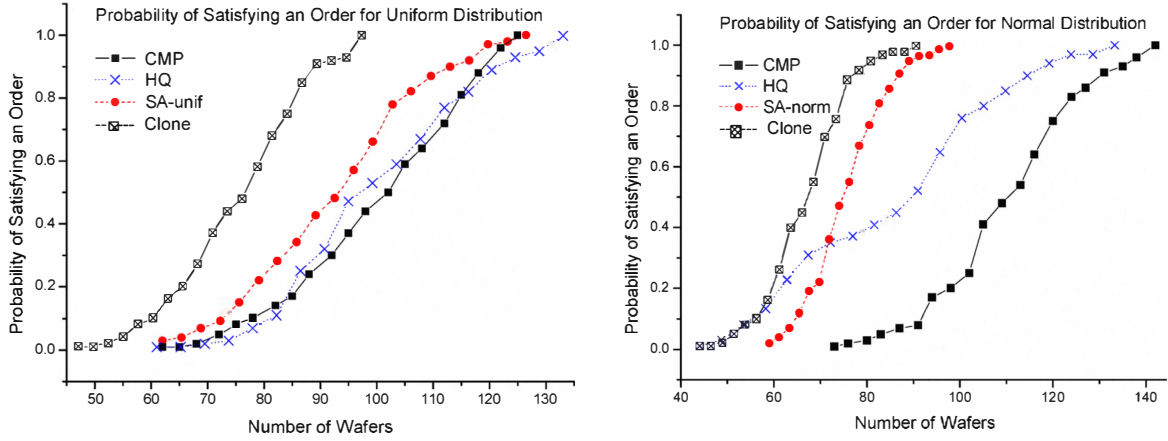 Probability of Satisfying an Order for Uniform Distribution
Probability of Satisfying an Order
1.0
0.8
0.6
0.4
0.2
0.0
CMP
HQ
SA-unif
Clone
50 60 70 80 90 100 110 120 130
Number of Wafers
Probability of Satisfying an Order for Normal Distribution
Probability of Satisfying an Order
1.0
0.8
0.6
0.4
0.2
0.0
CMP
HQ
SA-norm
Clone
40 60 80 100 120 140
Number of Wafers